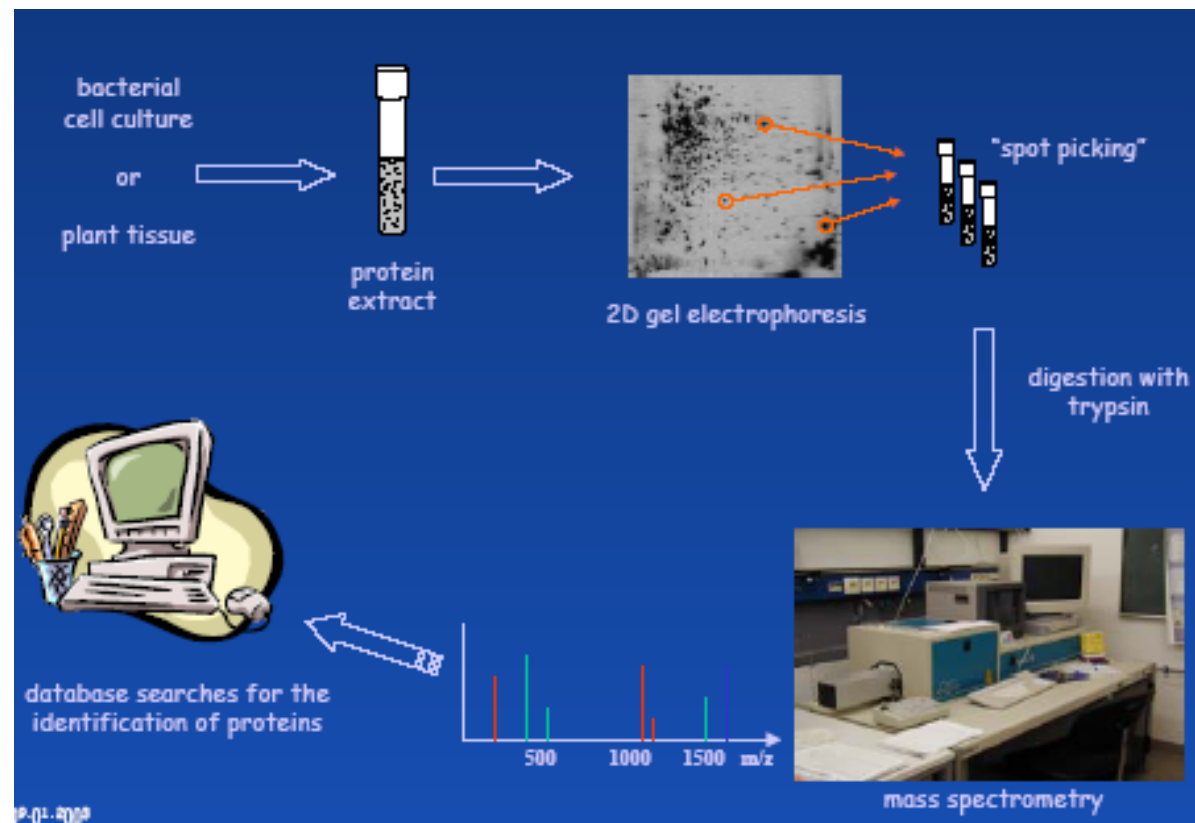 bacterial
cell culture
or
plant tissue
protein
extract
2D gel electrophoresis
"spot picking"
digestion with
trypsin
mass spectrometry
500 1000 1500 m/z
database searches for the
identification of proteins